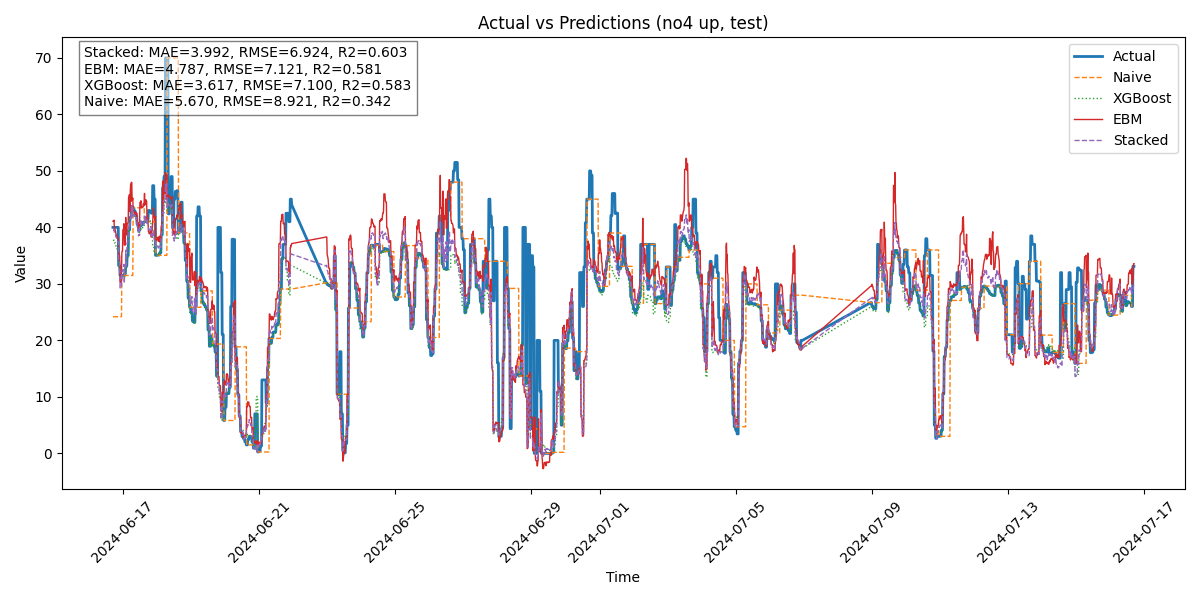 Actual vs Predictions (no4 up, test)
Stacked: MAE=3.992, RMSE=6.924, R2=0.603
EBM: MAE=4.787, RMSE=7.121, R2=0.581
XGBoost: MAE=3.617, RMSE=7.100, R2=0.583
Naive: MAE=5.670, RMSE=8.921, R2=0.342
Actual
Naive
XGBoost
EBM
Stacked
Value
70
60
50
40
30
20
10
0
2024-06-17
2024-06-21
2024-06-25
2024-06-29
2024-07-01
2024-07-05
2024-07-09
2024-07-13
2024-07-17
Time